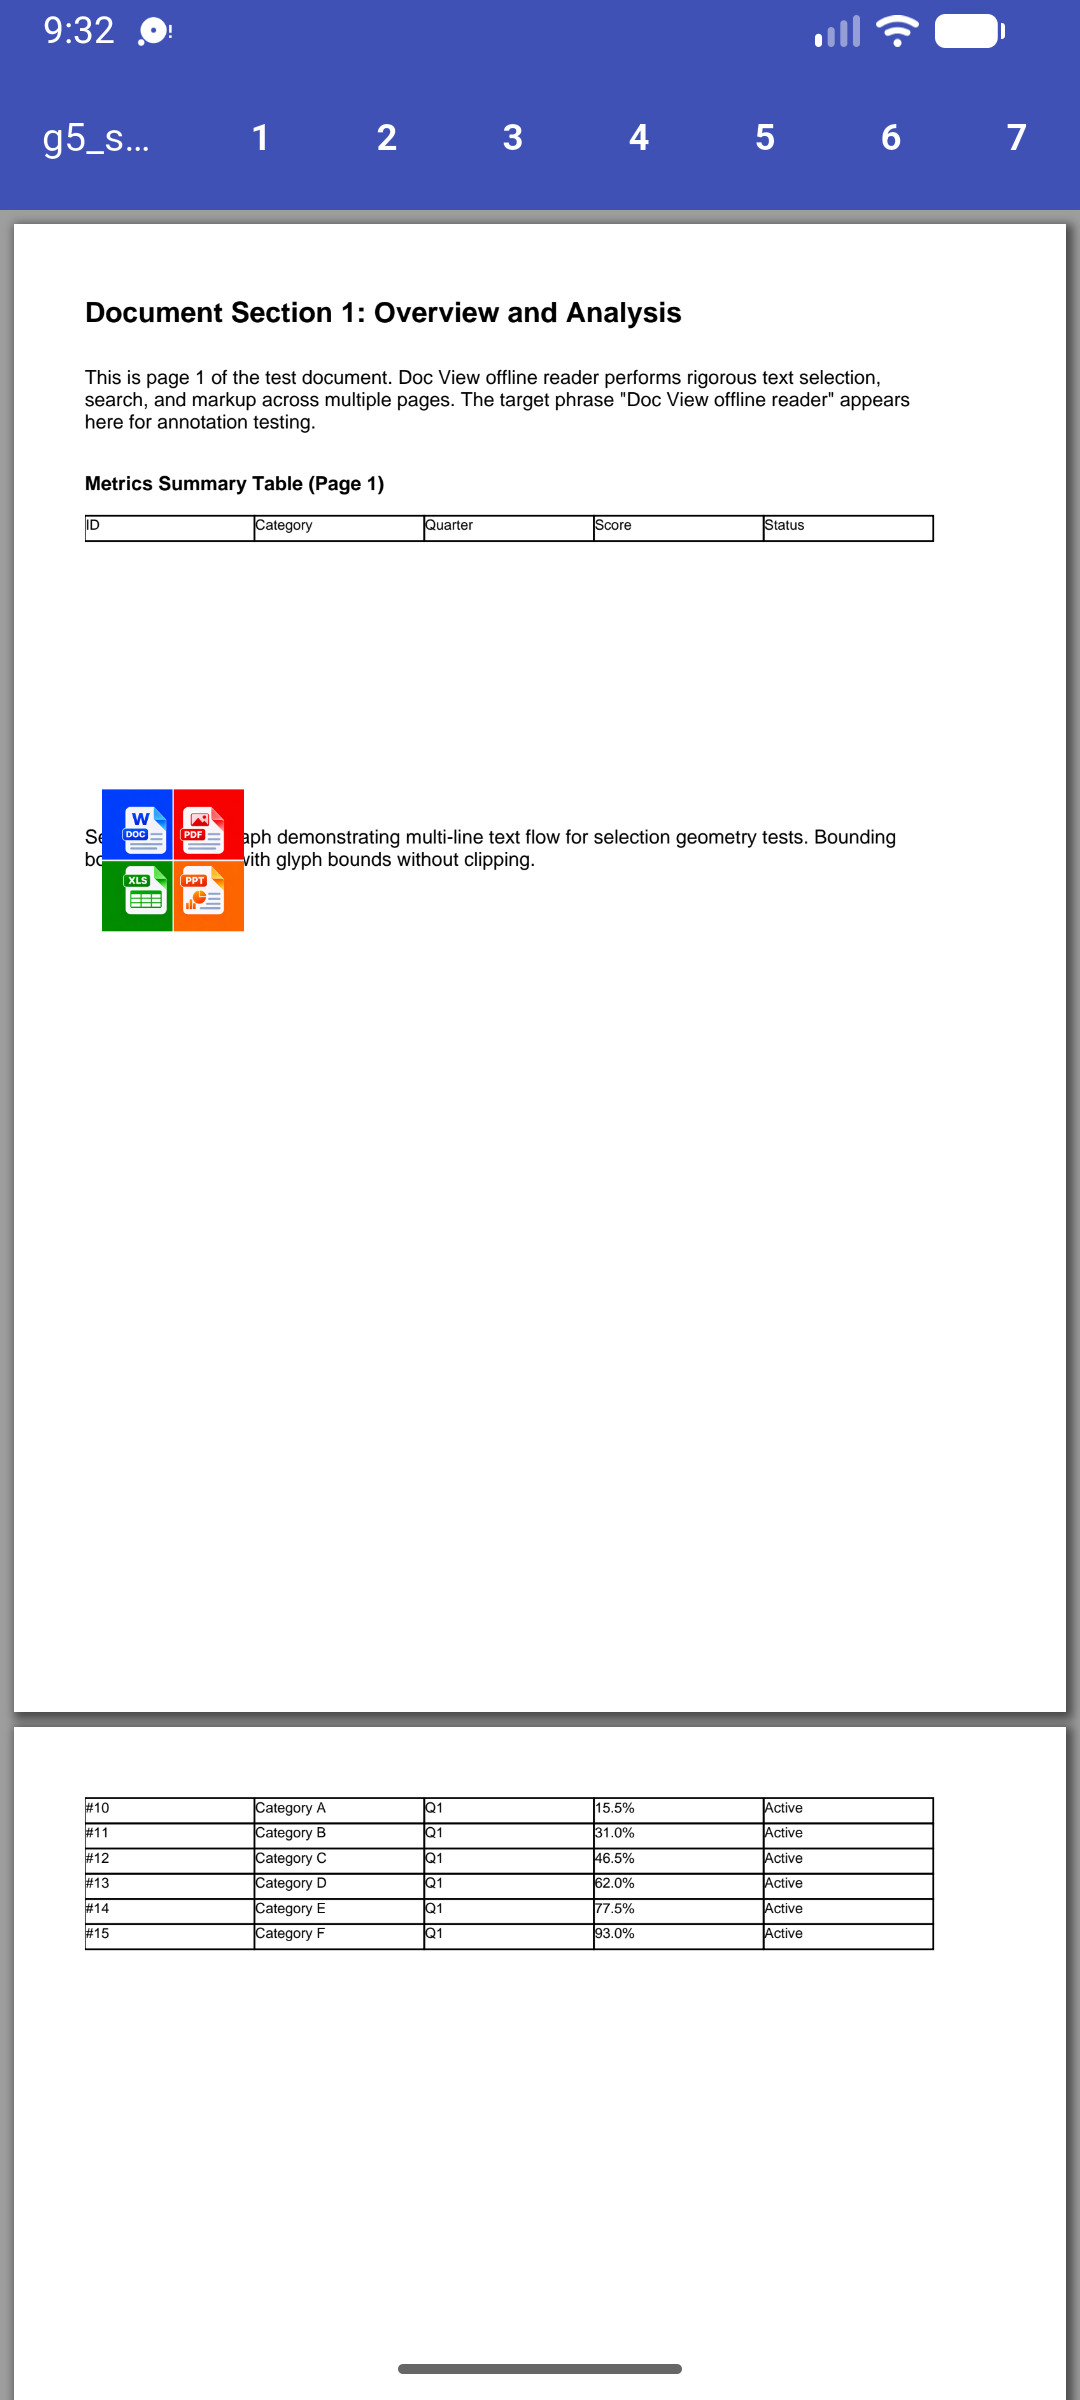 9:32
g5_s... 1 2 3 4 5 6 7
Document Section 1: Overview and Analysis
This is page 1 of the test document. Doc View offline reader performs rigorous text selection,
search, and markup across multiple pages. The target phrase "Doc View offline reader" appears
here for annotation testing.
Metrics Summary Table (Page 1)
ID Category Quarter Score Status
W
DOC PDF
demonstrating multi-line text flow for selection geometry tests. Bounding
glyph bounds without clipping.
XLS PPT
#10 Category A Q1 15.5% Active
#11 Category B Q1 31.0% Active
#12 Category C Q1 46.5% Active
#13 Category D Q1 62.0% Active
#14 Category E Q1 77.5% Active
#15 Category F Q1 93.0% Active